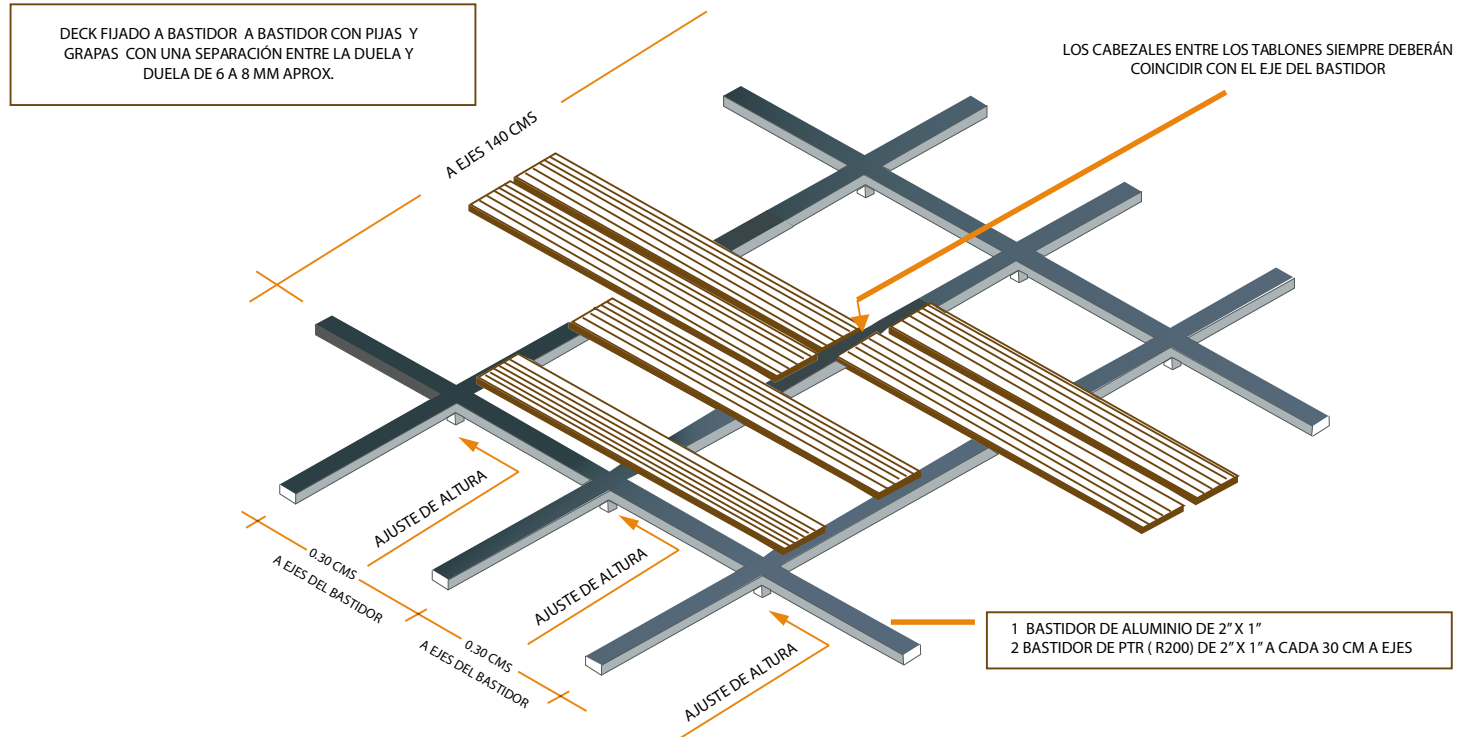 DECK FIJADO A BASTIDOR A BASTIDOR CON PIJAS Y
GRAPAS CON UNA SEPARACIÓN ENTRE LA DUELA Y
DUELA DE 6 A 8 MM APROX.
LOS CABEZALES ENTRE LOS TABLONES SIEMPRE DEBERÁN
COINCIDIR CON EL EJE DEL BASTIDOR
A EJES 140 CMS
AJUSTE DE ALTURA
AJUSTE DE ALTURA
AJUSTE DE ALTURA
0.30 CMS
A EJES DEL BASTIDOR
0.30 CMS
A EJES DEL BASTIDOR
1 BASTIDOR DE ALUMINIO DE 2” X 1”
2 BASTIDOR DE PTR ( R200) DE 2” X 1” A CADA 30 CM A EJES